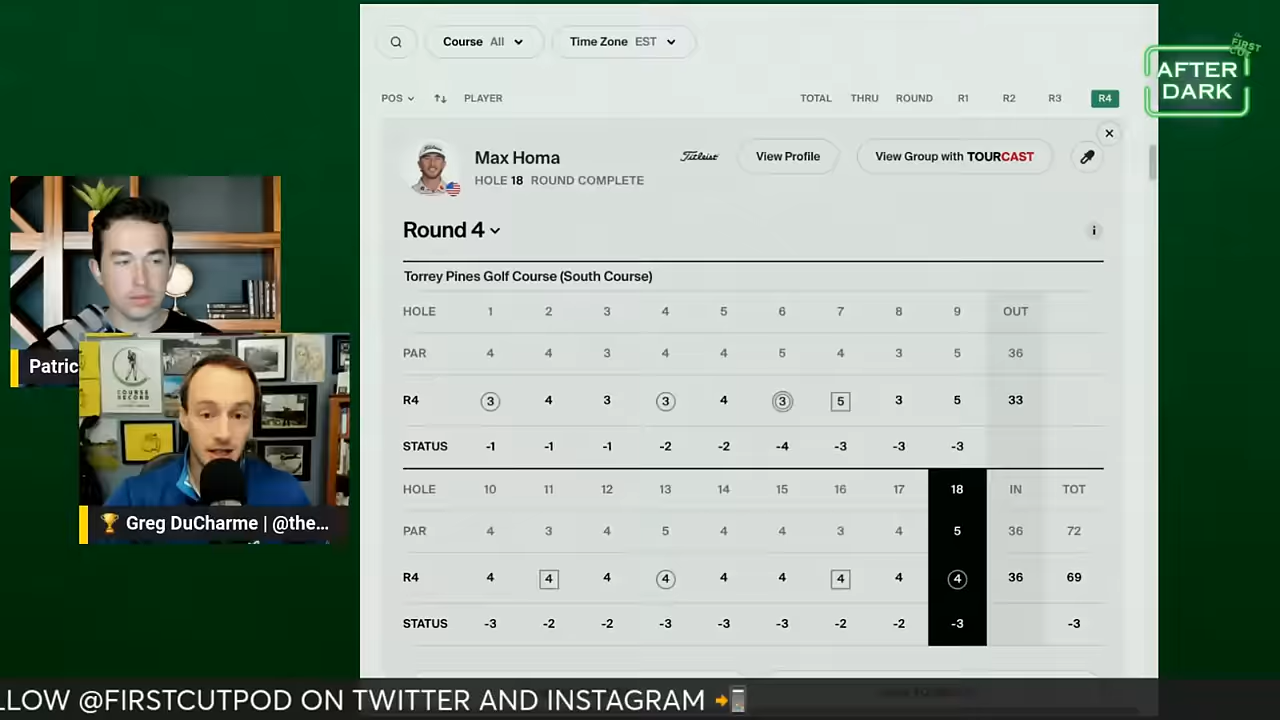 Course All
Time Zone EST
THE FIRST CUT
AFTER DARK
POS PLAYER TOTAL THRU ROUND R1 R2 R3 R4
Max Homa
HOLE 18 ROUND COMPLETE
Titleist
View Profile
View Group with TOURCAST
Round 4
i
Torrey Pines Golf Course (South Course)
HOLE 1 2 3 4 5 6 7 8 9 OUT
PAR 4 4 3 4 4 5 4 3 5 36
R4 3 4 3 3 4 3 5 3 5 33
STATUS -1 -1 -1 -2 -2 -4 -3 -3 -3
HOLE 10 11 12 13 14 15 16 17 18 IN TOT
PAR 4 3 4 5 4 4 3 4 5 36 72
R4 4 4 4 4 4 4 4 4 4 36 69
STATUS -3 -2 -2 -3 -3 -3 -2 -2 -3 -3
Patric
COURSE RECORD
Greg DuCharme | @the...
LLOW @FIRSTCUTPOD ON TWITTER AND INSTAGRAM